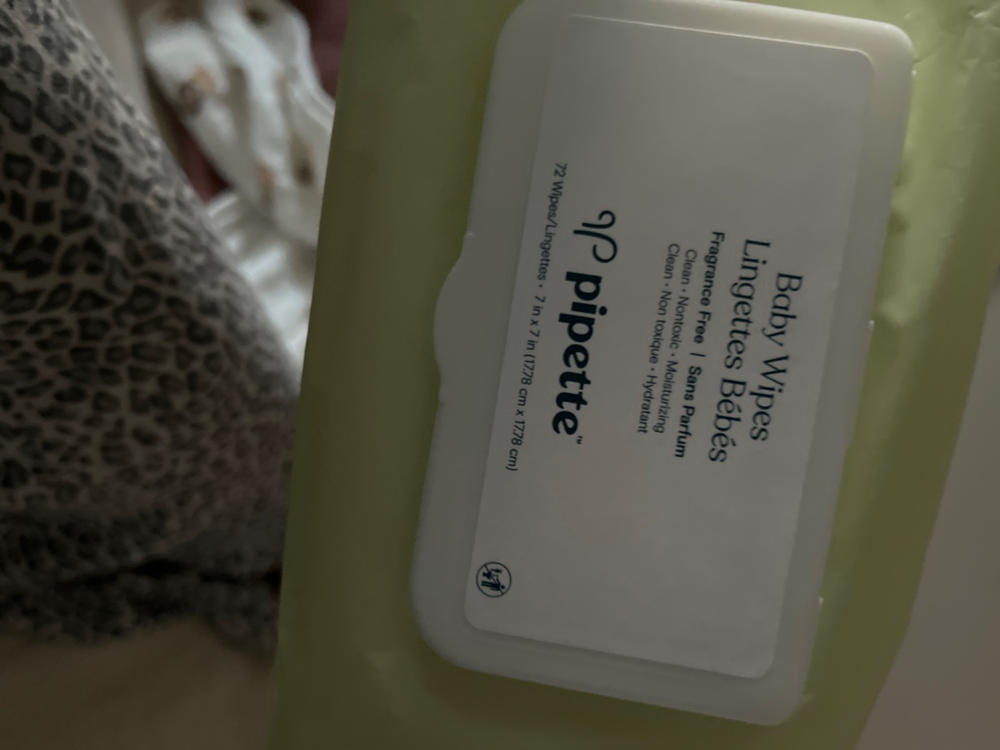 Baby Wipes
Lingettes Bébés
Fragrance Free | Sans Parfum
Clean • Nontoxic • Moisturizing
Clean • Non toxique • Hydratant
pipette™
72 Wipes/Lingettes • 7 in x 7 in (17.78 cm x 17.78 cm)